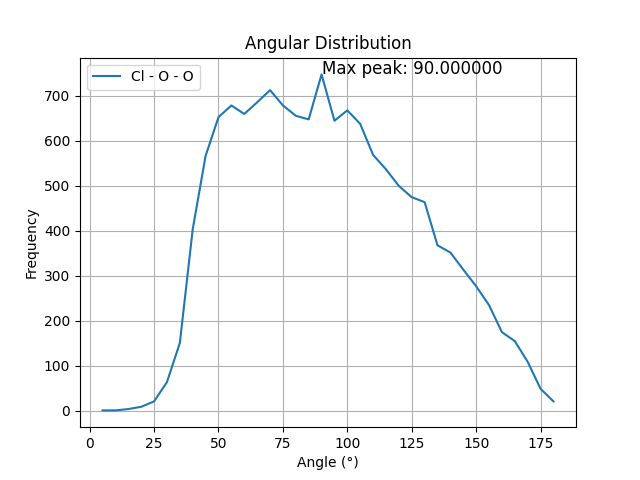 Angular Distribution
Max peak: 90.000000
Cl - O - O
700
600
500
400
300
200
100
0
Frequency
0 25 50 75 100 125 150 175
Angle (°)